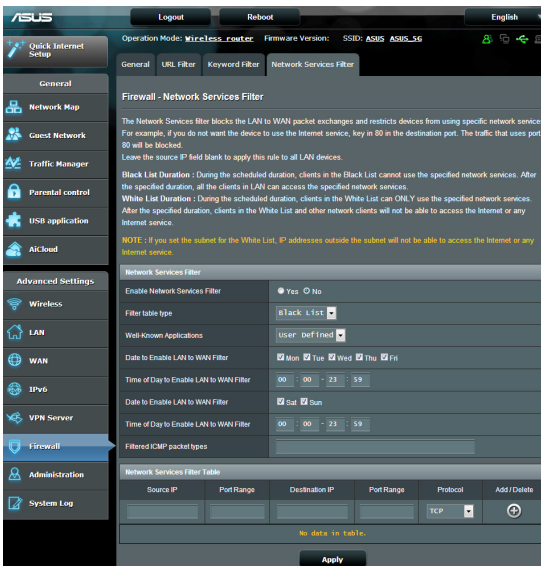 ASUS
Logout
Reboot
English
Quick Internet
Setup
Operation Mode: Wireless router Firmware Version: SSID: ASUS ASUS_5G
General
URL Filter
Keyword Filter
Network Services Filter
General
Network Map
Guest Network
Traffic Manager
Parental control
USB application
AiCloud
Advanced Settings
Wireless
LAN
WAN
IPv6
VPN Server
Firewall
Administration
System Log
Firewall - Network Services Filter
The Network Services filter blocks the LAN to WAN packet exchanges and restricts devices from using specific network service
For example, if you do not want the device to use the Internet service, key in 80 in the destination port. The traffic that uses port
80 will be blocked.
Leave the source IP field blank to apply this rule to all LAN devices.
Black List Duration : During the scheduled duration, clients in the Black List cannot use the specified network services. After
the specified duration, all the clients in LAN can access the specified network services.
White List Duration : During the scheduled duration, clients in the White List can ONLY use the specified network services.
After the specified duration, clients in the White List and other network clients will not be able to access the Internet or any
Internet service.
NOTE : If you set the subnet for the White List, IP addresses outside the subnet will not be able to access the Internet or any
Internet service.
Network Services Filter
Enable Network Services Filter Yes No
Filter table type Black List
Well-Known Applications User Defined
Date to Enable LAN to WAN Filter Mon Tue Wed Thu Fri
Time of Day to Enable LAN to WAN Filter 00 : 00 - 23 : 59
Date to Enable LAN to WAN Filter Sat Sun
Time of Day to Enable LAN to WAN Filter 00 : 00 - 23 : 59
Filtered ICMP packet types
Network Services Filter Table
Source IP Port Range Destination IP Port Range Protocol Add / Delete
TCP
No data in table.
Apply